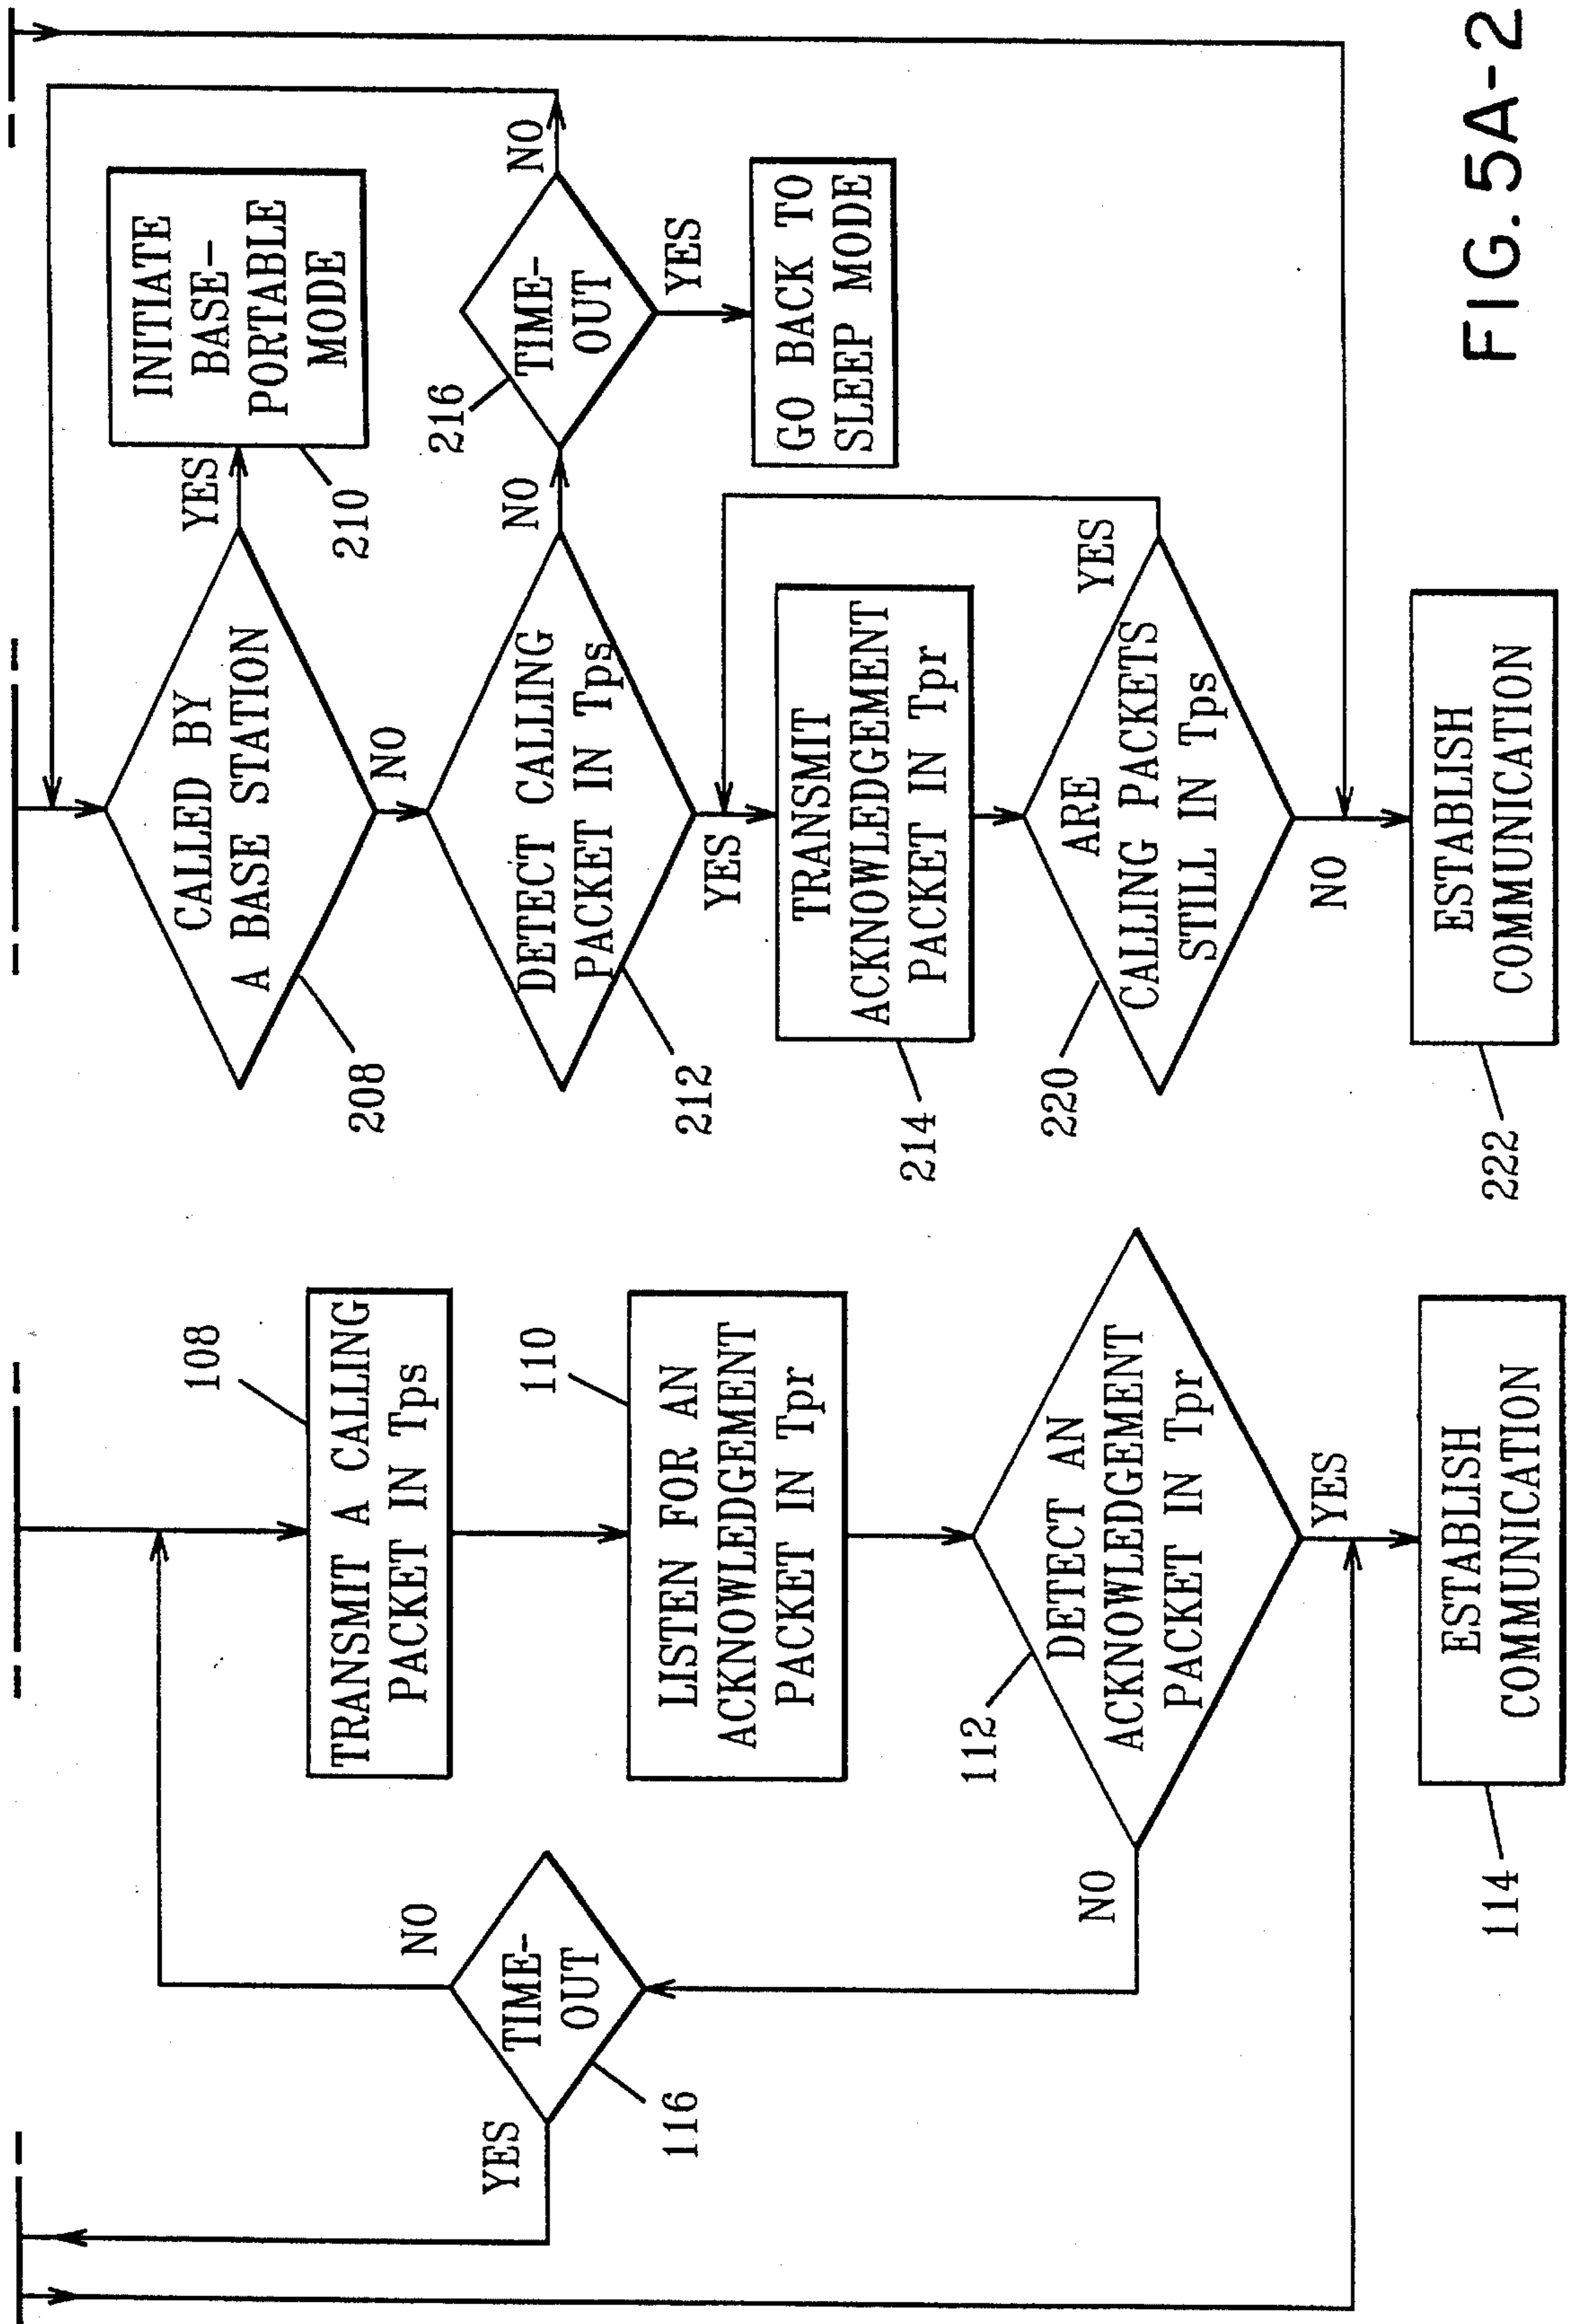 YES
TIME-
OUT
116
NO
108
TRANSMIT A CALLING
PACKET IN Tps
110
LISTEN FOR AN
ACKNOWLEDGEMENT
PACKET IN Tpr
112
DETECT AN
ACKNOWLEDGEMENT
PACKET IN Tpr
NO
YES
ESTABLISH
COMMUNICATION
114
CALLED BY
A BASE STATION
208
YES
INITIATE
BASE-
PORTABLE
MODE
210
NO
DETECT CALLING
PACKET IN Tps
212
NO
216
TIME-
OUT
NO
YES
GO BACK TO
SLEEP MODE
YES
TRANSMIT
ACKNOWLEDGEMENT
PACKET IN Tpr
214
ARE
CALLING PACKETS
STILL IN Tps
220
YES
NO
ESTABLISH
COMMUNICATION
222
FIG. 5A-2